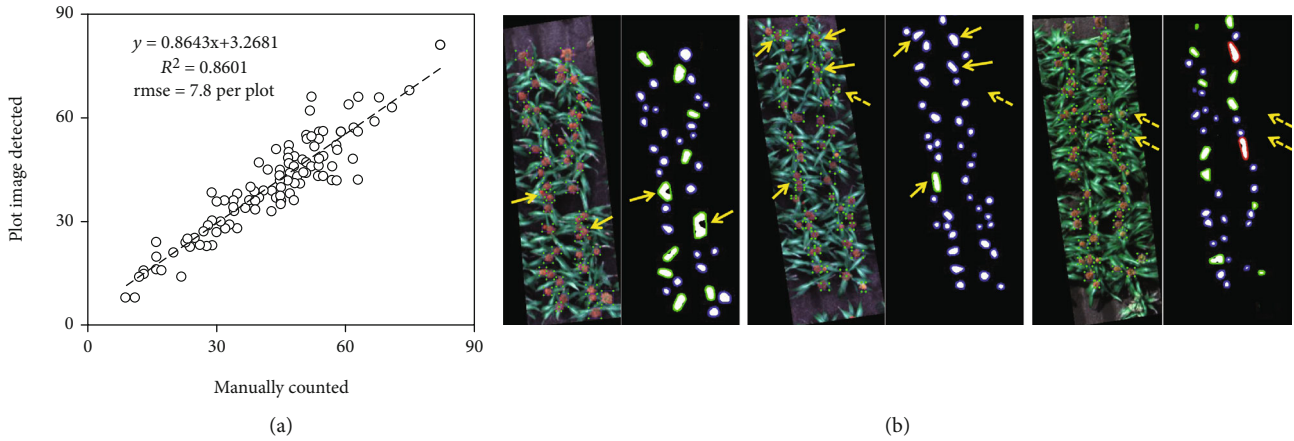 90
y = 0.8643x+3.2681
R² = 0.8601
rmse = 7.8 per plot
60
Plot image detected
30
0
0 30 60 90
Manually counted
(a) (b)